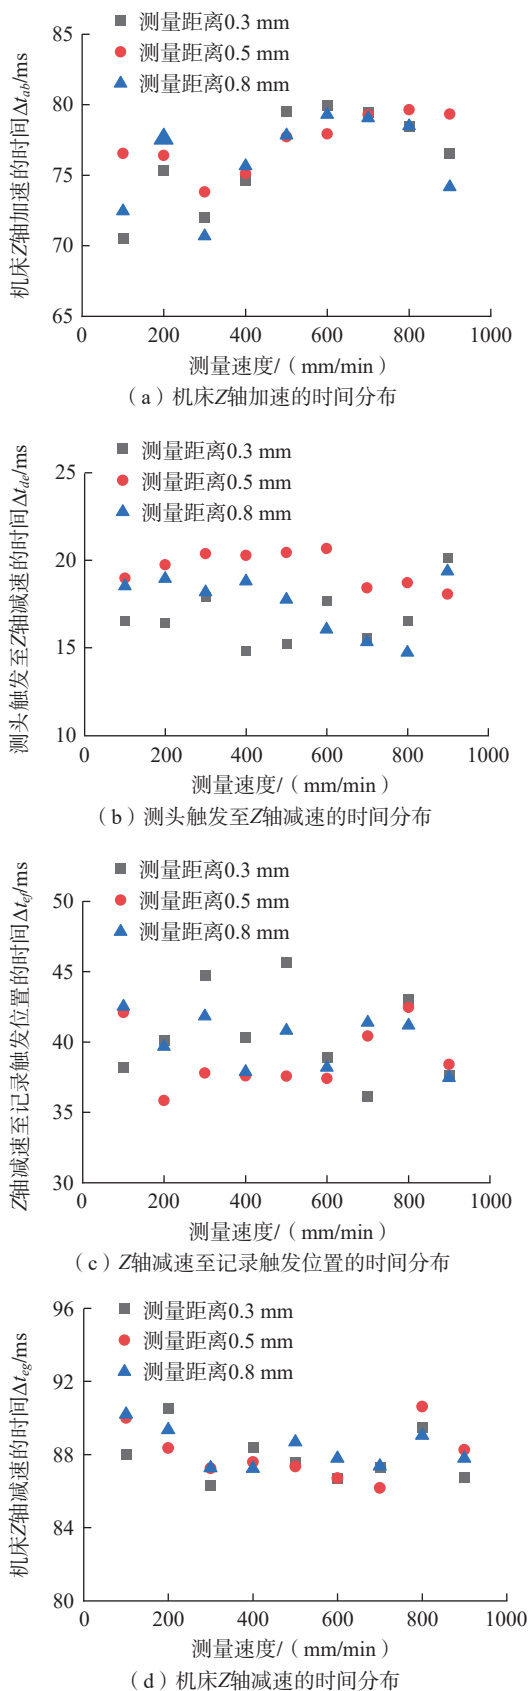 测量距离0.3 mm
测量距离0.5 mm
测量距离0.8 mm
机床Z轴加速的时间Δt_ab/ms
85
80
75
70
65
0 200 400 600 800 1000
测量速度/（mm/min）
（a）机床Z轴加速的时间分布
测量距离0.3 mm
测量距离0.5 mm
测量距离0.8 mm
测头触发至Z轴减速的时间Δt_de/ms
25
20
15
10
0 200 400 600 800 1000
测量速度/（mm/min）
（b）测头触发至Z轴减速的时间分布
测量距离0.3 mm
测量距离0.5 mm
测量距离0.8 mm
Z轴减速至记录触发位置的时间Δt_ef/ms
50
45
40
35
30
0 200 400 600 800 1000
测量速度/（mm/min）
（c）Z轴减速至记录触发位置的时间分布
测量距离0.3 mm
测量距离0.5 mm
测量距离0.8 mm
机床Z轴减速的时间Δt_eg/ms
96
92
88
84
80
0 200 400 600 800 1000
测量速度/（mm/min）
（d）机床Z轴减速的时间分布